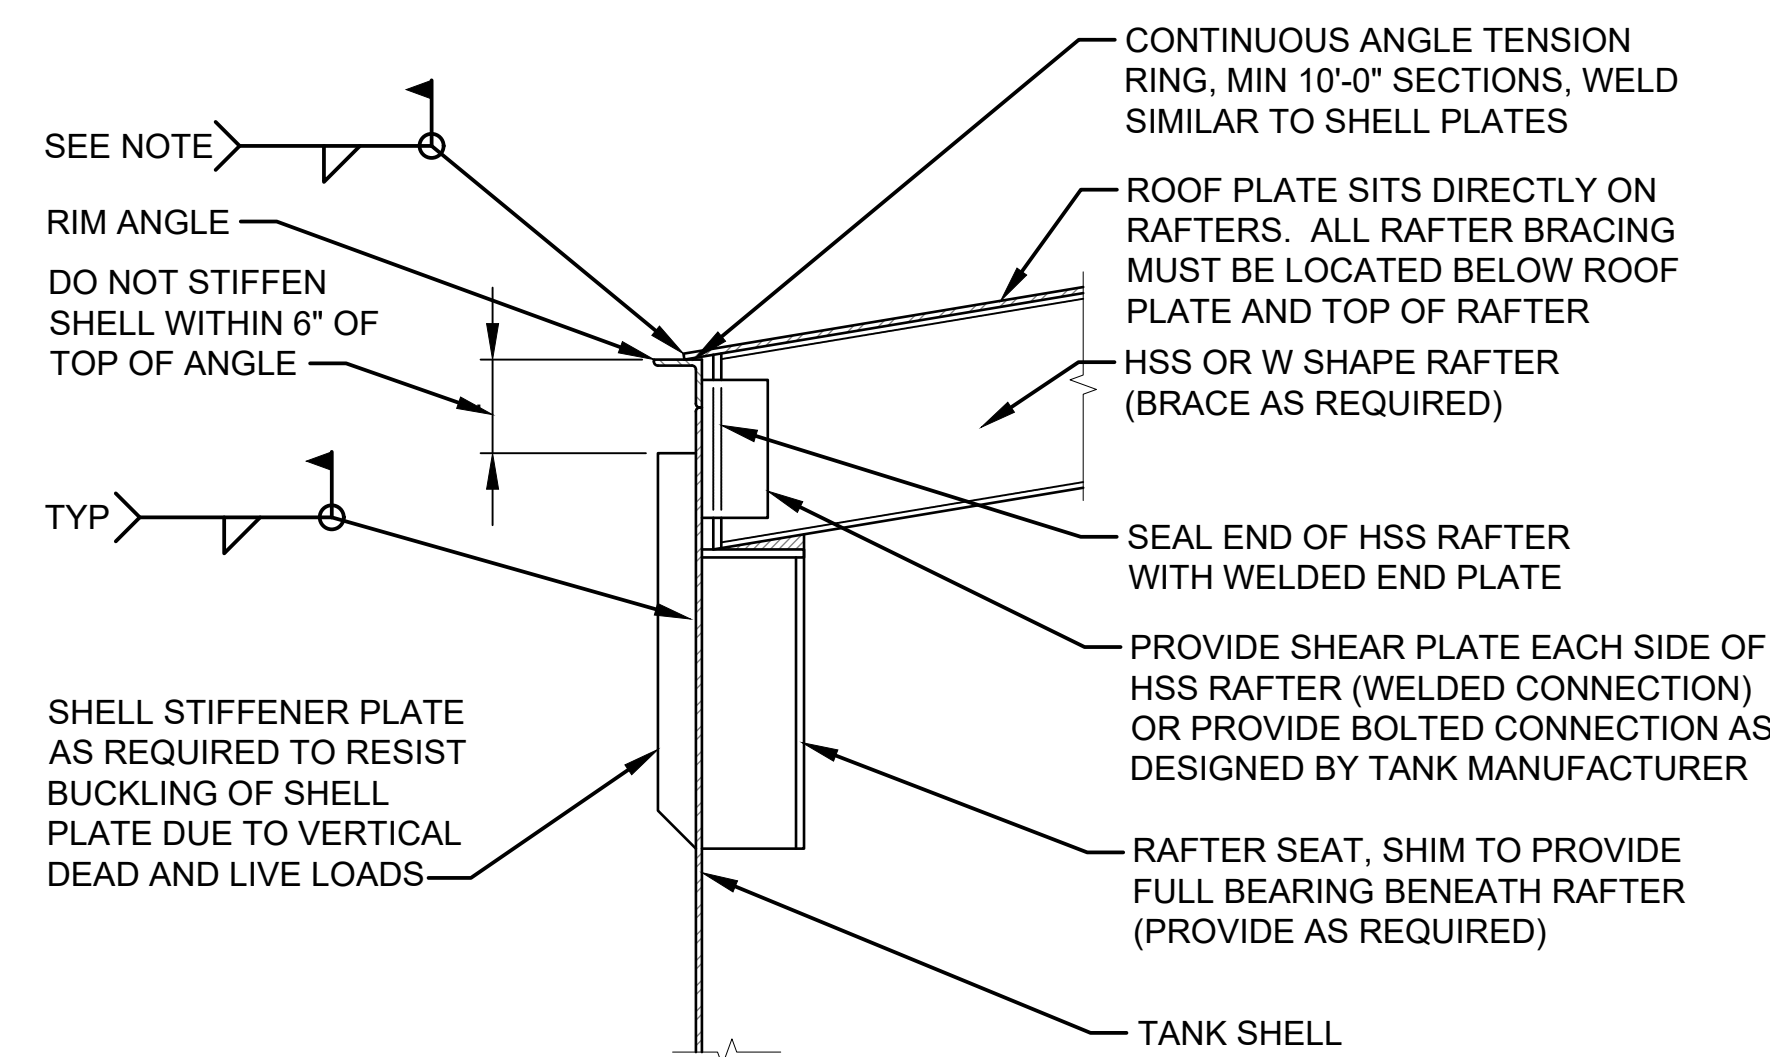 SEE NOTE
RIM ANGLE
DO NOT STIFFEN
SHELL WITHIN 6" OF
TOP OF ANGLE
TYP
SHELL STIFFENER PLATE
AS REQUIRED TO RESIST
BUCKLING OF SHELL
PLATE DUE TO VERTICAL
DEAD AND LIVE LOADS
CONTINUOUS ANGLE TENSION
RING, MIN 10'-0" SECTIONS, WELD
SIMILAR TO SHELL PLATES
ROOF PLATE SITS DIRECTLY ON
RAFTERS. ALL RAFTER BRACING
MUST BE LOCATED BELOW ROOF
PLATE AND TOP OF RAFTER
HSS OR W SHAPE RAFTER
(BRACE AS REQUIRED)
SEAL END OF HSS RAFTER
WITH WELDED END PLATE
PROVIDE SHEAR PLATE EACH SIDE OF
HSS RAFTER (WELDED CONNECTION)
OR PROVIDE BOLTED CONNECTION AS
DESIGNED BY TANK MANUFACTURER
RAFTER SEAT, SHIM TO PROVIDE
FULL BEARING BENEATH RAFTER
(PROVIDE AS REQUIRED)
TANK SHELL